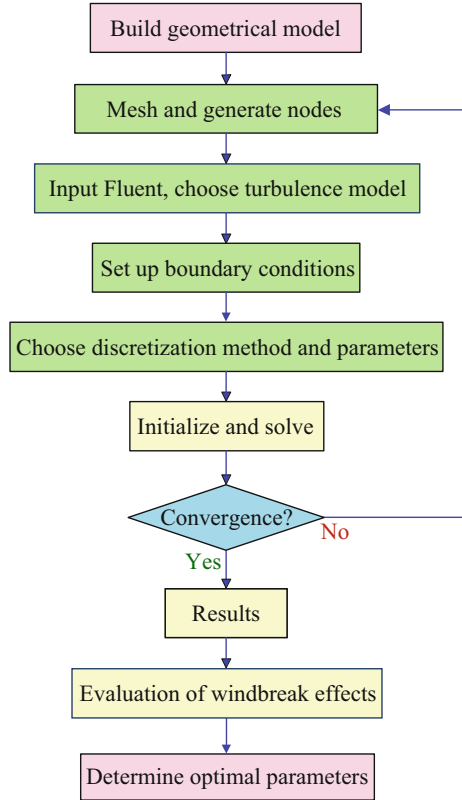 Build geometrical model
Mesh and generate nodes
Input Fluent, choose turbulence model
Set up boundary conditions
Choose discretization method and parameters
Initialize and solve
Convergence?
No
Yes
Results
Evaluation of windbreak effects
Determine optimal parameters